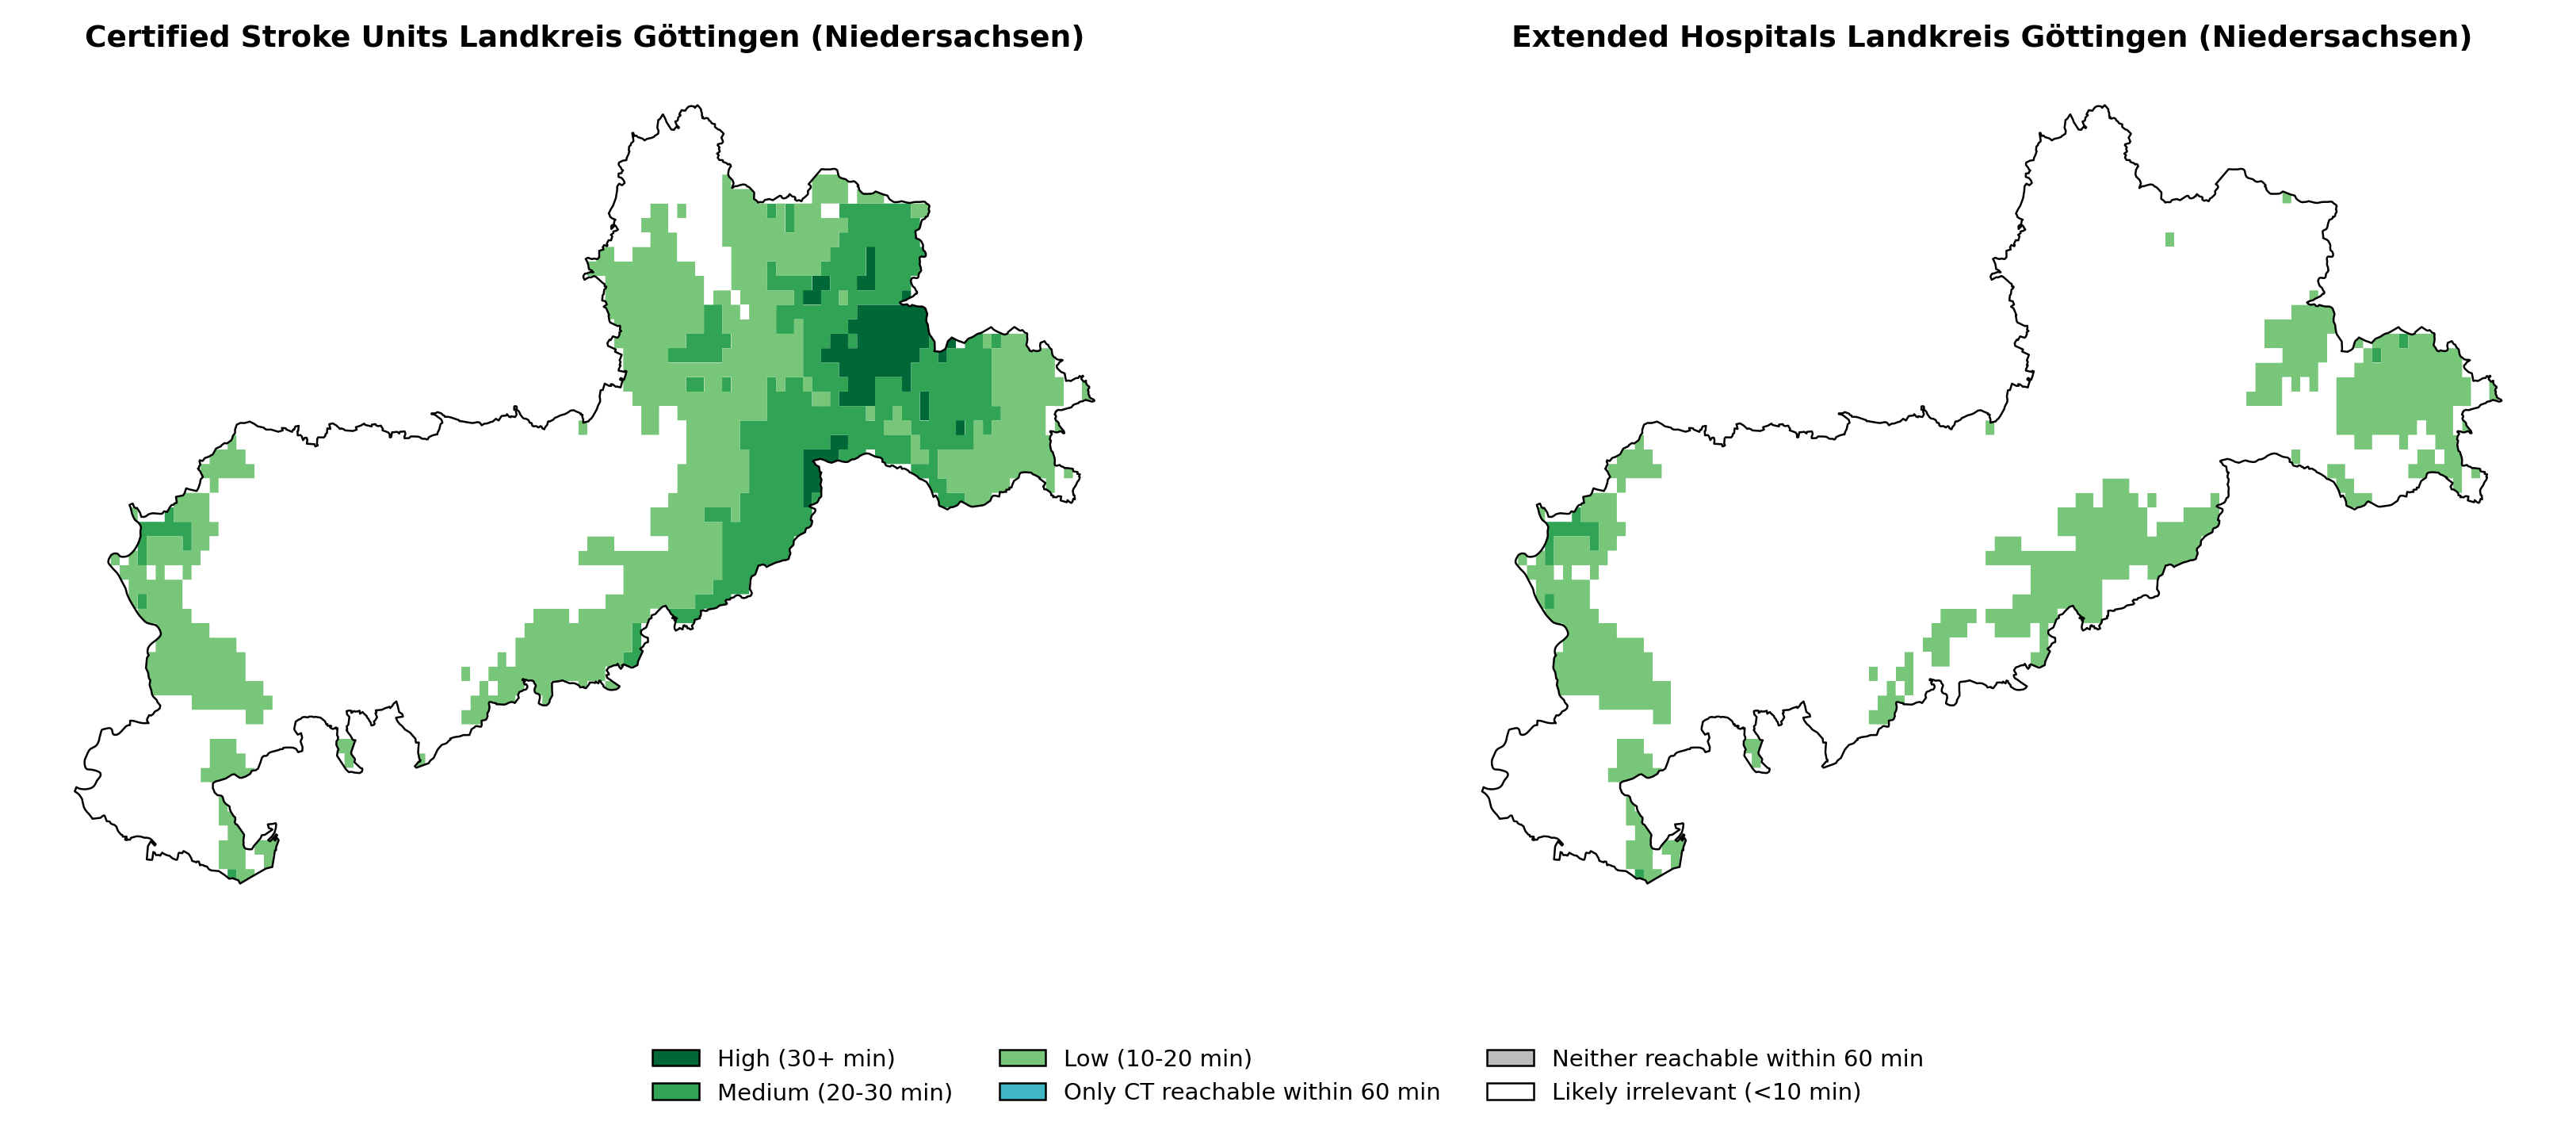 Certified Stroke Units Landkreis Göttingen (Niedersachsen)
Extended Hospitals Landkreis Göttingen (Niedersachsen)
High (30+ min)
Medium (20-30 min)
Low (10-20 min)
Only CT reachable within 60 min
Neither reachable within 60 min
Likely irrelevant (<10 min)